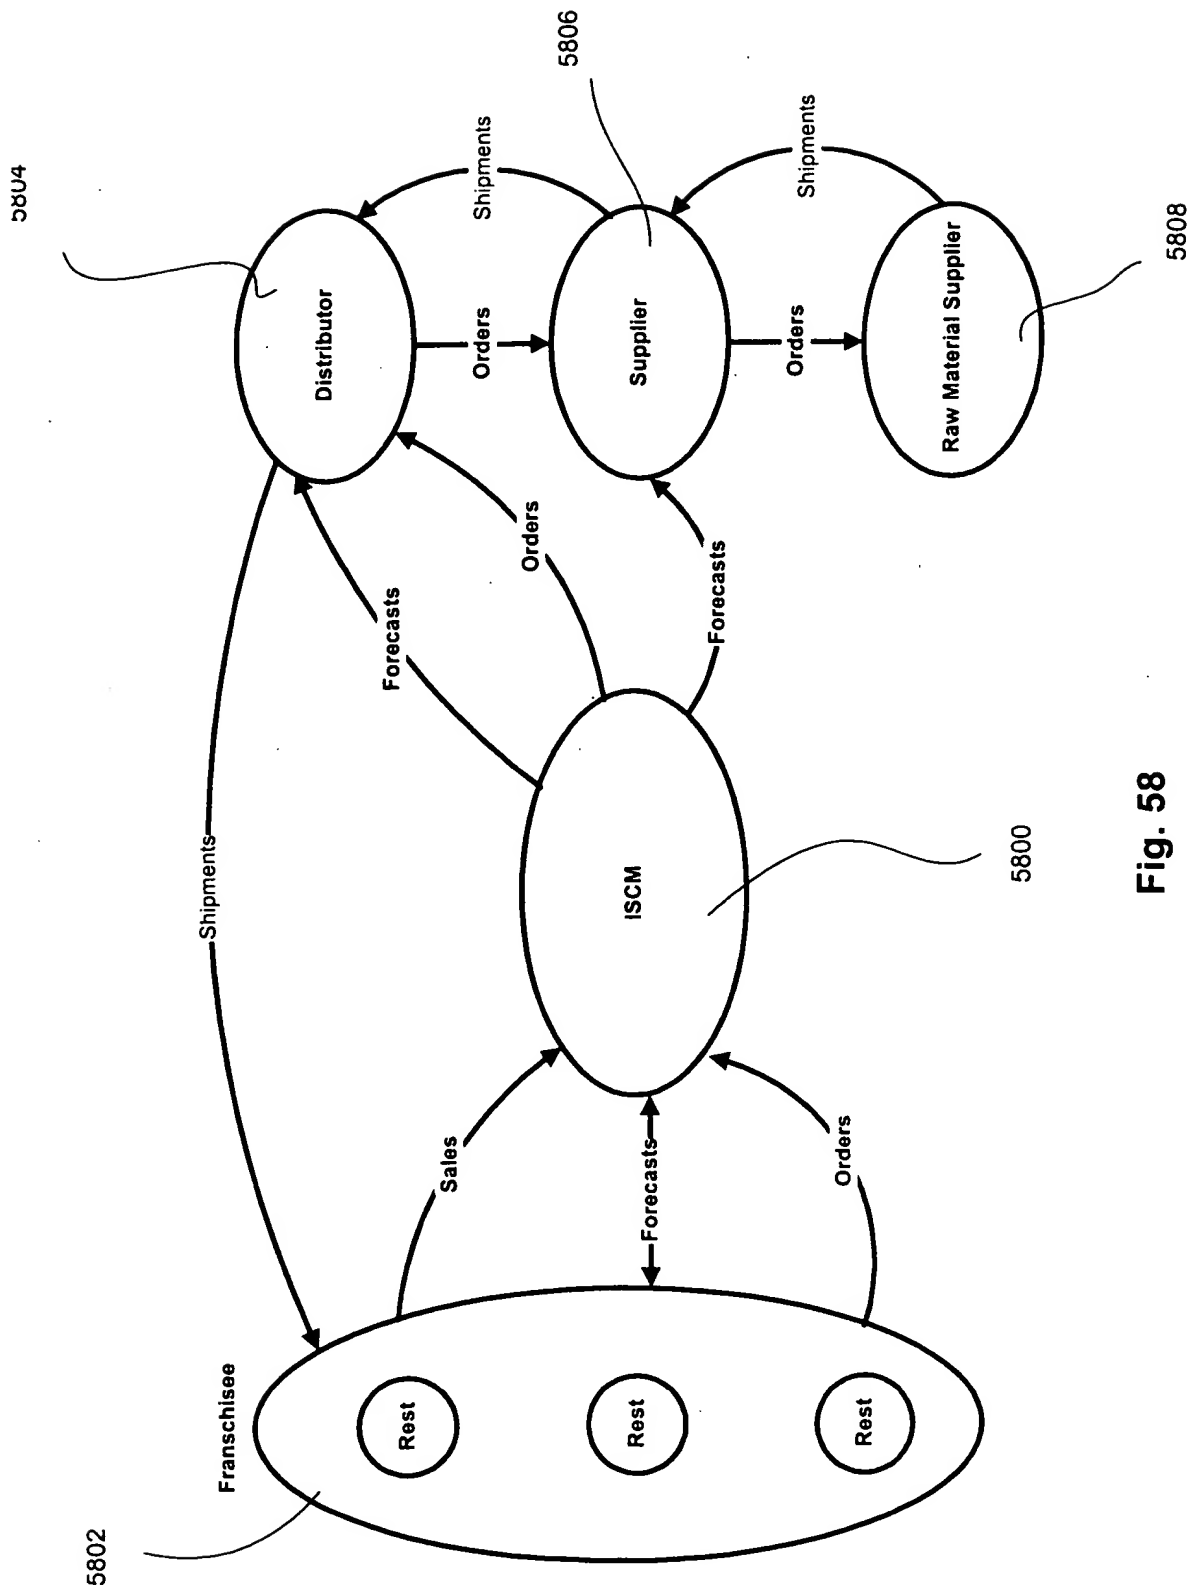 5802
Franschisee
Rest
Rest
Rest
Shipments
Sales
Forecasts
Orders
ISCM
5800
Forecasts
Orders
Forecasts
5804
Distributor
Shipments
Orders
5806
Supplier
Shipments
Orders
Raw Material Supplier
5808
Fig. 58